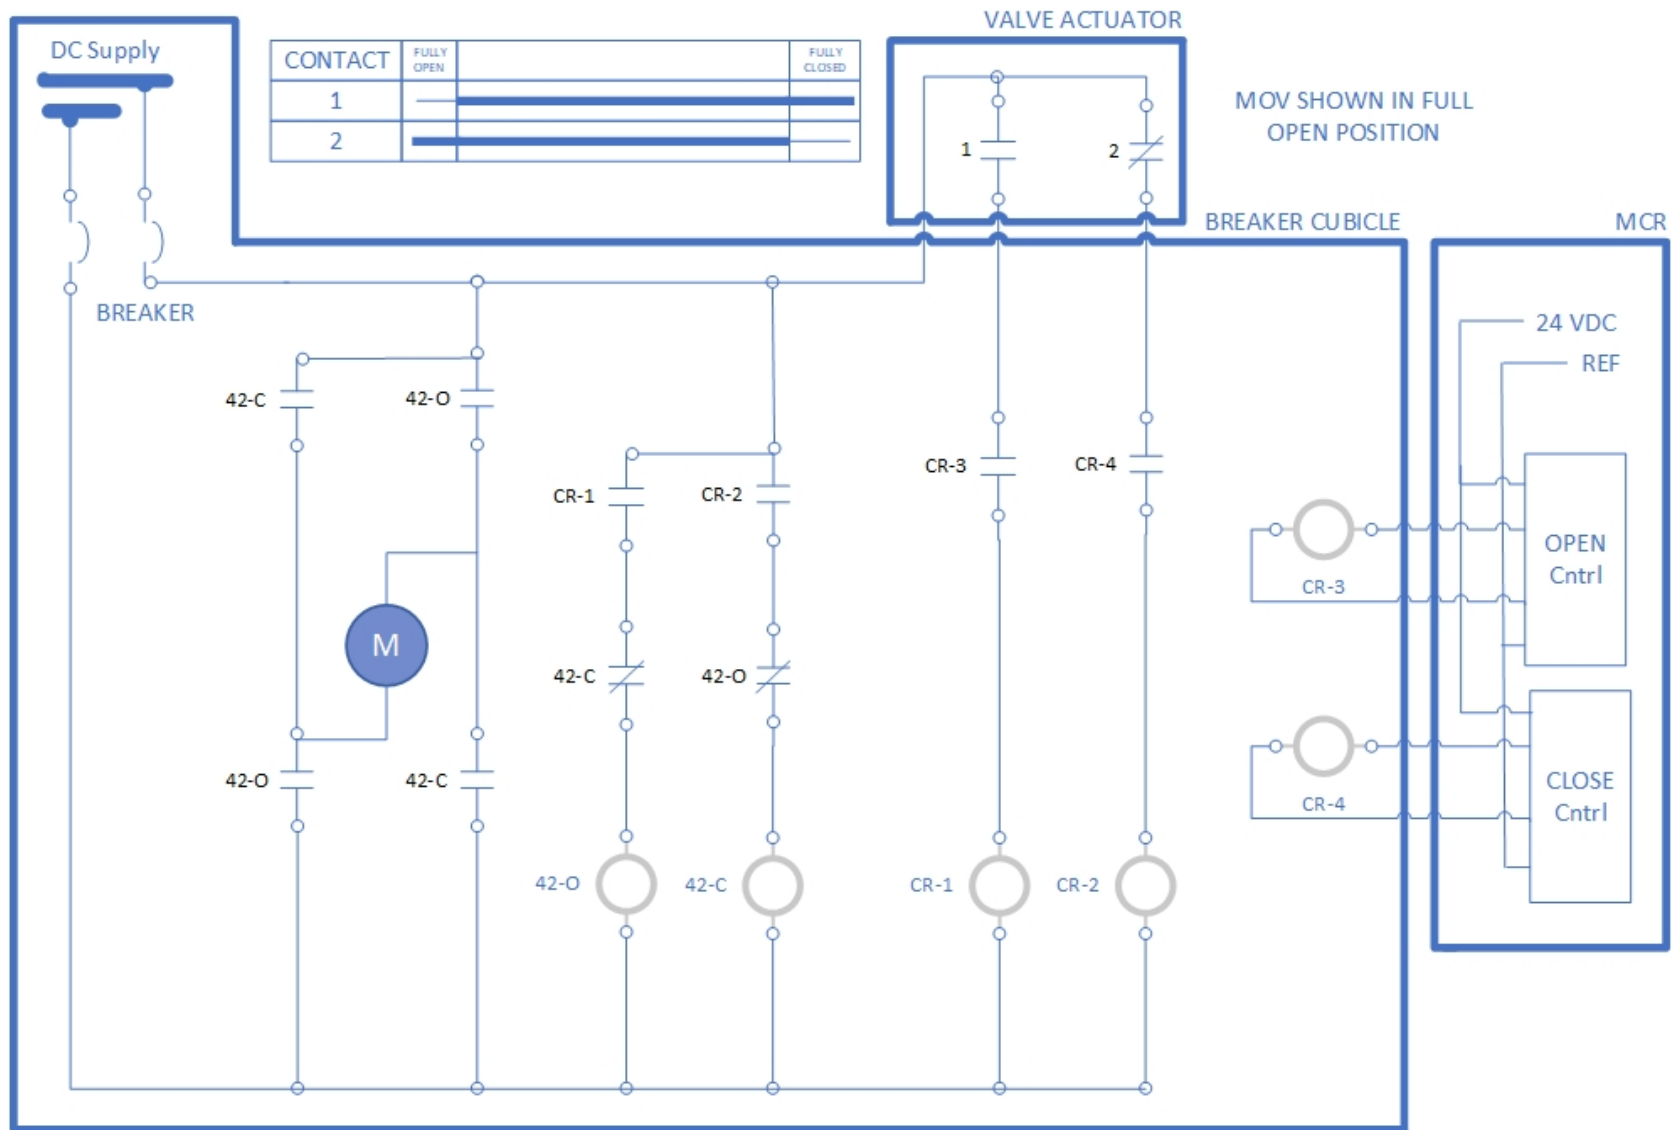 VALVE ACTUATOR
DC Supply
CONTACT FULLY OPEN FULLY CLOSED
1
2
1
2
MOV SHOWN IN FULL
OPEN POSITION
BREAKER CUBICLE
MCR
BREAKER
24 VDC
REF
42-C
42-O
CR-3
CR-4
CR-1
CR-2
OPEN
Cntrl
CR-3
M
42-C
42-O
42-O
42-C
CLOSE
Cntrl
CR-4
42-O
42-C
CR-1
CR-2